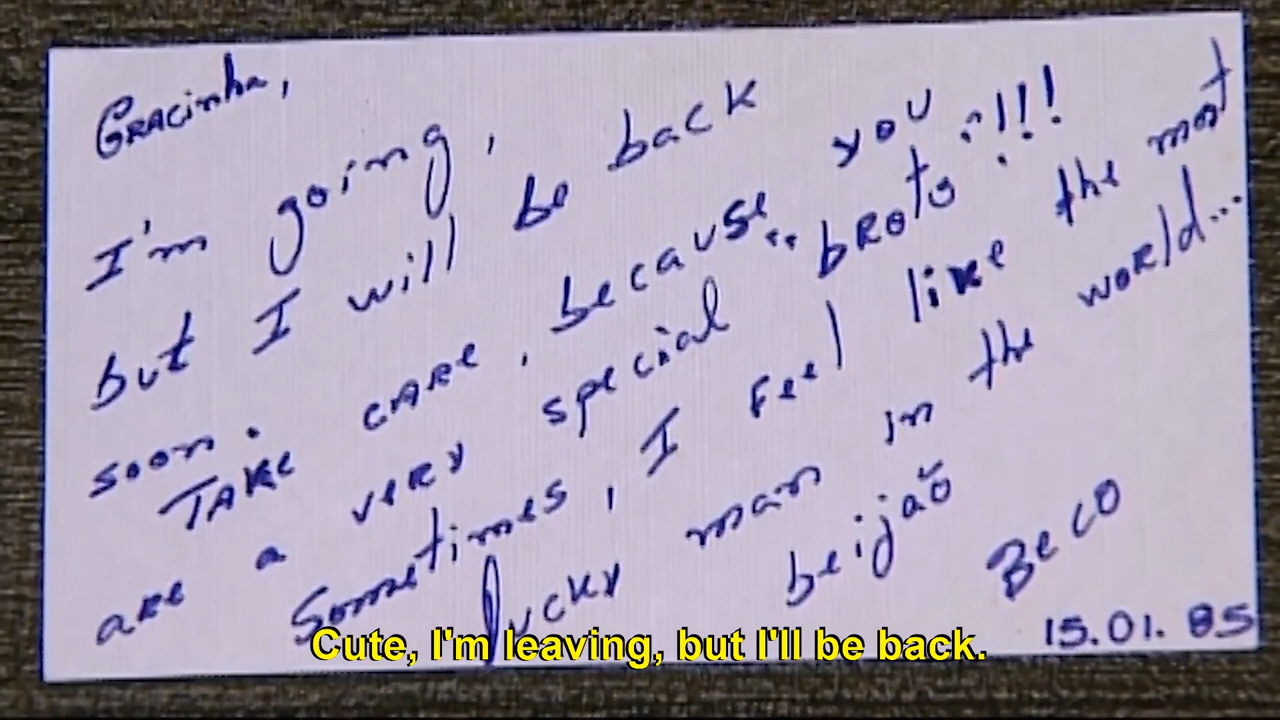 Gracinha,
I'm going,
but I will be back
soon. Take care, because you
are a very special "broto"!!!
Sometimes, I feel like the most
lucky man in the world...
beijão
Beco
15.01.85
Cute, I'm leaving, but I'll be back.